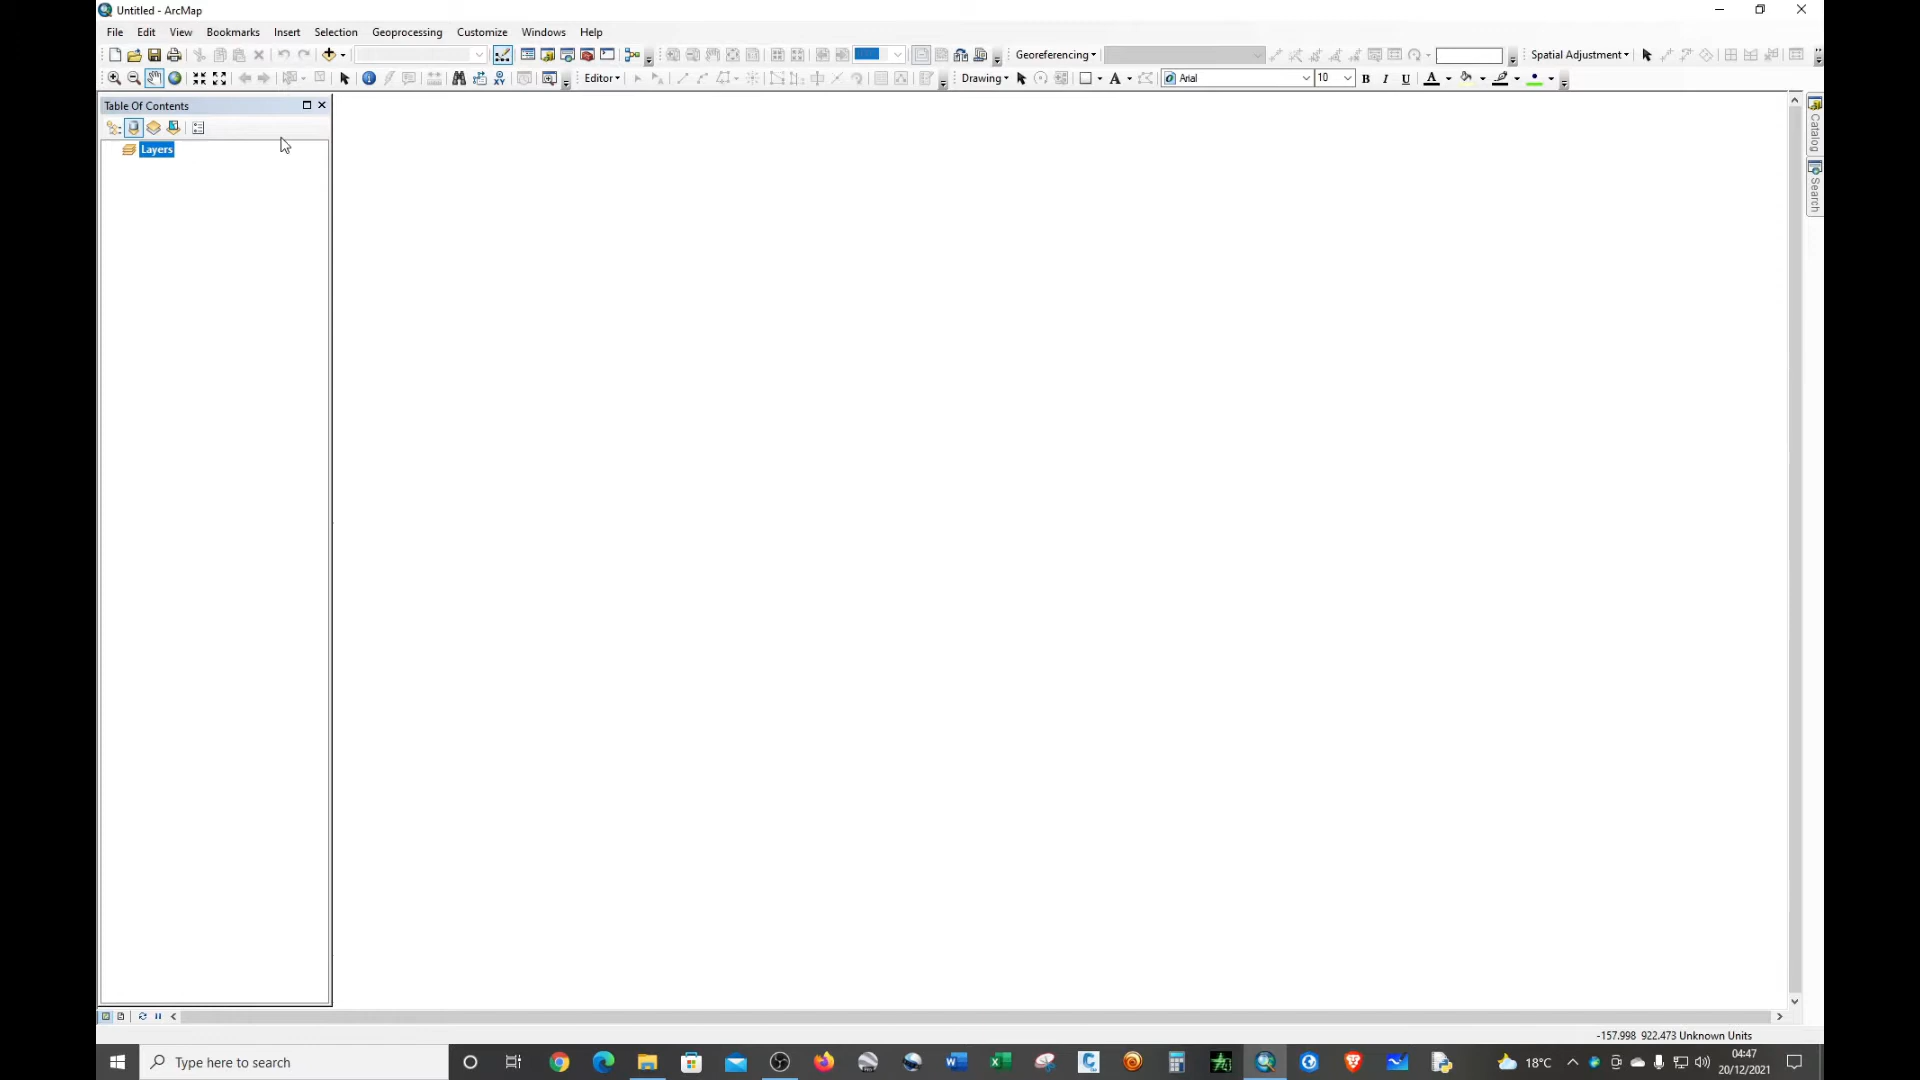 Untitled - ArcMap
File Edit View Bookmarks Insert Selection Geoprocessing Customize Windows Help
Georeferencing Spatial Adjustment
Editor Drawing Arial 10 B I U A
Table Of Contents
Layers
Catalog
Search
-157.998 922.473 Unknown Units
Type here to search
18°C
04:47
20/12/2021